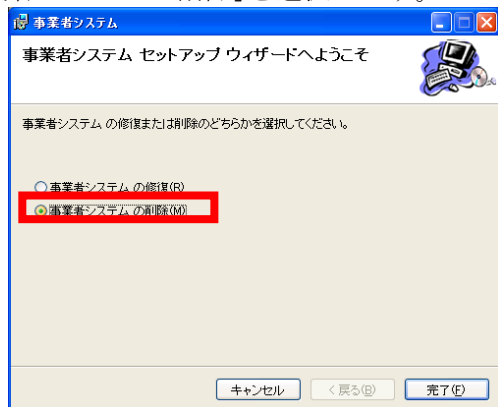 事業者システム
事業者システム セットアップ ウィザードへようこそ
事業者システム の修復または削除のどちらかを選択してください。
事業者システム の修復(R)
事業者システム の削除(M)
キャンセル
< 戻る(B)
完了(F)